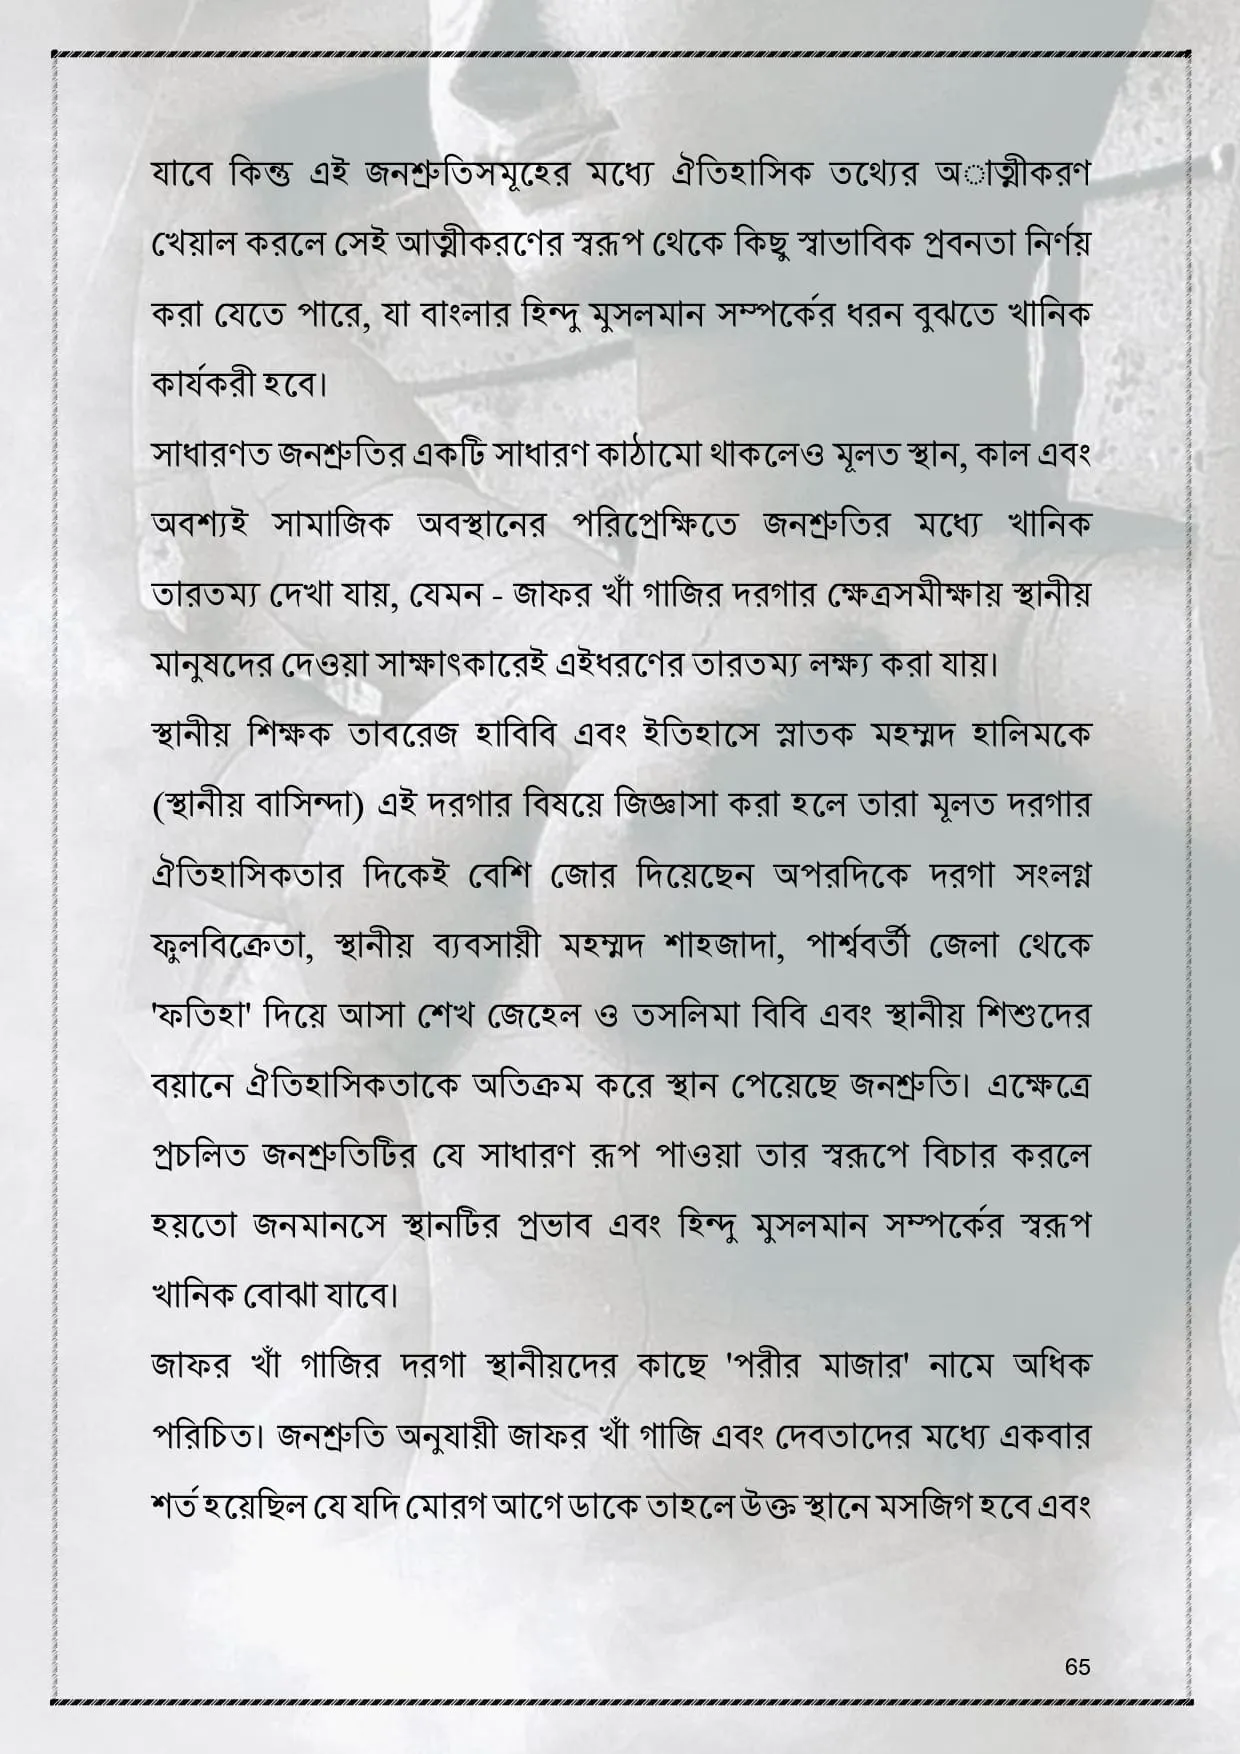 যাবে কিন্তু এই জনশ্রুতিসমূহের মধ্যে ঐতিহাসিক তথ্যের অাত্মীকরণ
খেয়াল করলে সেই আত্মীকরণের স্বরূপ থেকে কিছু স্বাভাবিক প্রবনতা নির্ণয়
করা যেতে পারে, যা বাংলার হিন্দু মুসলমান সম্পর্কের ধরন বুঝতে খানিক
কার্যকরী হবে।
সাধারণত জনশ্রুতির একটি সাধারণ কাঠামো থাকলেও মূলত স্থান, কাল এবং
অবশ্যই সামাজিক অবস্থানের পরিপ্রেক্ষিতে জনশ্রুতির মধ্যে খানিক
তারতম্য দেখা যায়, যেমন - জাফর খাঁ গাজির দরগার ক্ষেত্রসমীক্ষায় স্থানীয়
মানুষদের দেওয়া সাক্ষাৎকারেই এইধরণের তারতম্য লক্ষ্য করা যায়।
স্থানীয় শিক্ষক তাবরেজ হাবিবি এবং ইতিহাসে স্নাতক মহম্মদ হালিমকে
(স্থানীয় বাসিন্দা) এই দরগার বিষয়ে জিজ্ঞাসা করা হলে তারা মূলত দরগার
ঐতিহাসিকতার দিকেই বেশি জোর দিয়েছেন অপরদিকে দরগা সংলগ্ন
ফুলবিক্রেতা, স্থানীয় ব্যবসায়ী মহম্মদ শাহজাদা, পার্শ্ববর্তী জেলা থেকে
'ফতিহা' দিয়ে আসা শেখ জেহেল ও তসলিমা বিবি এবং স্থানীয় শিশুদের
বয়ানে ঐতিহাসিকতাকে অতিক্রম করে স্থান পেয়েছে জনশ্রুতি। এক্ষেত্রে
প্রচলিত জনশ্রুতিটির যে সাধারণ রূপ পাওয়া তার স্বরূপে বিচার করলে
হয়তো জনমানসে স্থানটির প্রভাব এবং হিন্দু মুসলমান সম্পর্কের স্বরূপ
খানিক বোঝা যাবে।
জাফর খাঁ গাজির দরগা স্থানীয়দের কাছে 'পরীর মাজার' নামে অধিক
পরিচিত। জনশ্রুতি অনুযায়ী জাফর খাঁ গাজি এবং দেবতাদের মধ্যে একবার
শর্ত হয়েছিল যে যদি মোরগ আগে ডাকে তাহলে উক্ত স্থানে মসজিগ হবে এবং
65